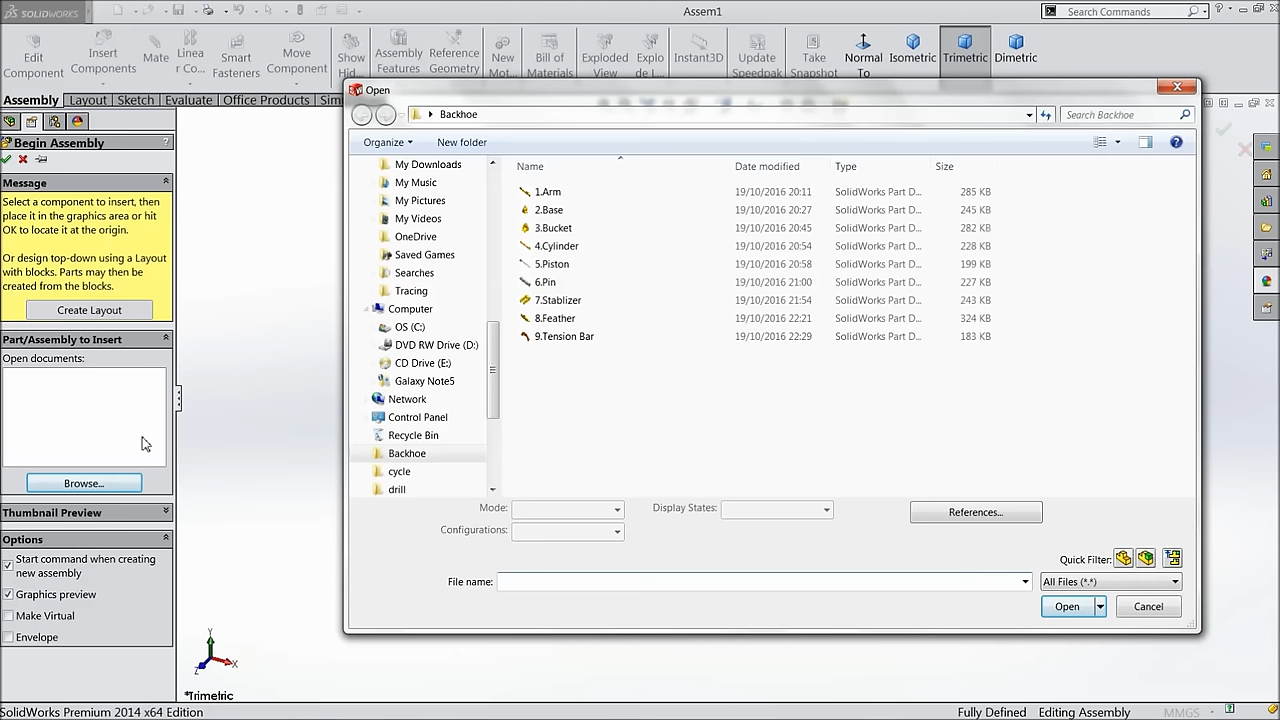 SOLIDWORKS
Assem1
Search Commands
Edit
Component
Insert
Components
Mate
Linea
r Co...
Smart
Fasteners
Move
Component
Show
Hid...
Assembly
Features
Reference
Geometry
New
Mot...
Bill of
Materials
Exploded
View
Explo
de L...
Instant3D
Update
Speedpak
Take
Snapshot
Normal
To
Isometric
Trimetric
Dimetric
Assembly
Layout
Sketch
Evaluate
Office Products
Sim
Begin Assembly
?
Message
Select a component to insert, then
place it in the graphics area or hit
OK to locate it at the origin.
Or design top-down using a Layout
with blocks. Parts may then be
created from the blocks.
Create Layout
Part/Assembly to Insert
Open documents:
Browse...
Thumbnail Preview
Options
Start command when creating
new assembly
Graphics preview
Make Virtual
Envelope
Open
Backhoe
Search Backhoe
Organize
New folder
My Downloads
My Music
My Pictures
My Videos
OneDrive
Saved Games
Searches
Tracing
Computer
OS (C:)
DVD RW Drive (D:)
CD Drive (E:)
Galaxy Note5
Network
Control Panel
Recycle Bin
Backhoe
cycle
drill
Name Date modified Type Size
1.Arm 19/10/2016 20:11 SolidWorks Part D... 285 KB
2.Base 19/10/2016 20:27 SolidWorks Part D... 245 KB
3.Bucket 19/10/2016 20:45 SolidWorks Part D... 282 KB
4.Cylinder 19/10/2016 20:54 SolidWorks Part D... 228 KB
5.Piston 19/10/2016 20:58 SolidWorks Part D... 199 KB
6.Pin 19/10/2016 21:00 SolidWorks Part D... 227 KB
7.Stablizer 19/10/2016 21:54 SolidWorks Part D... 243 KB
8.Feather 19/10/2016 22:21 SolidWorks Part D... 324 KB
9.Tension Bar 19/10/2016 22:29 SolidWorks Part D... 183 KB
Mode:
Display States:
References...
Configurations:
Quick Filter:
File name:
All Files (*.*)
Open
Cancel
Y
X
Z
*Trimetric
SolidWorks Premium 2014 x64 Edition
Fully Defined
Editing Assembly
MMGS